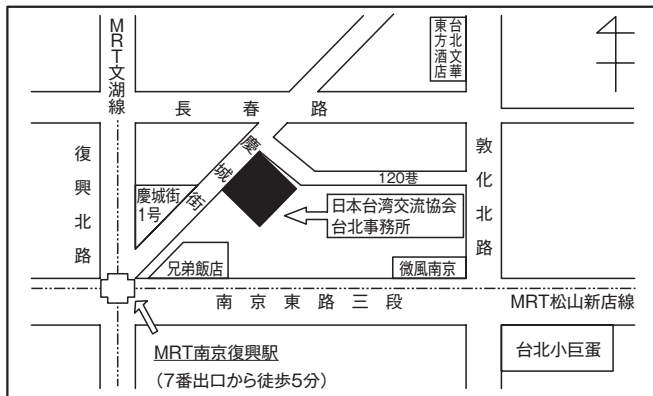 MRT文湖線
台北文華
東方酒店
長春路
復興北路
慶城街
敦化北路
120巷
慶城街
1号
日本台湾交流協会
台北事務所
兄弟飯店
微風南京
南京東路三段
MRT松山新店線
MRT南京復興駅
(7番出口から徒歩5分)
台北小巨蛋